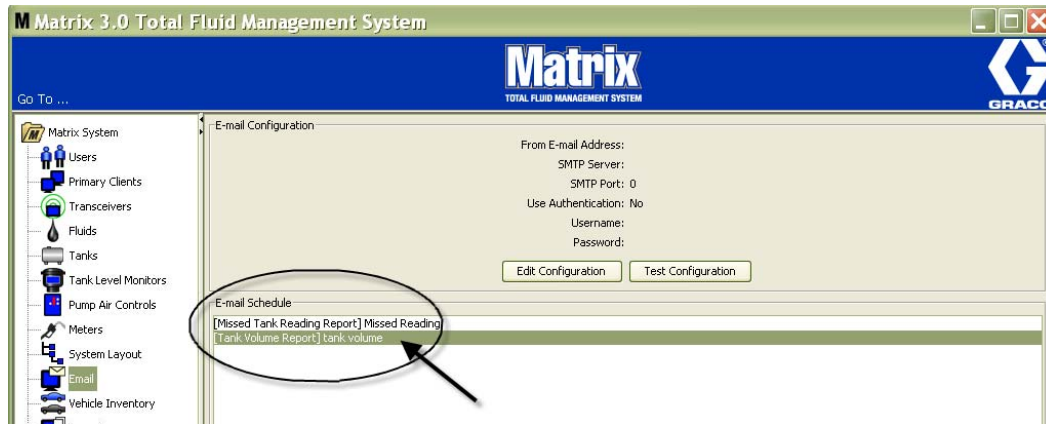 M Matrix 3.0 Total Fluid Management System
Matrix
TOTAL FLUID MANAGEMENT SYSTEM
Go To ...
GRACO
Matrix System
Users
Primary Clients
Transceivers
Fluids
Tanks
Tank Level Monitors
Pump Air Controls
Meters
System Layout
Email
Vehicle Inventory
E-mail Configuration
From E-mail Address:
SMTP Server:
SMTP Port: 0
Use Authentication: No
Username:
Password:
Edit Configuration Test Configuration
E-mail Schedule
[Missed Tank Reading Report] Missed Reading
[Tank Volume Report] tank volume